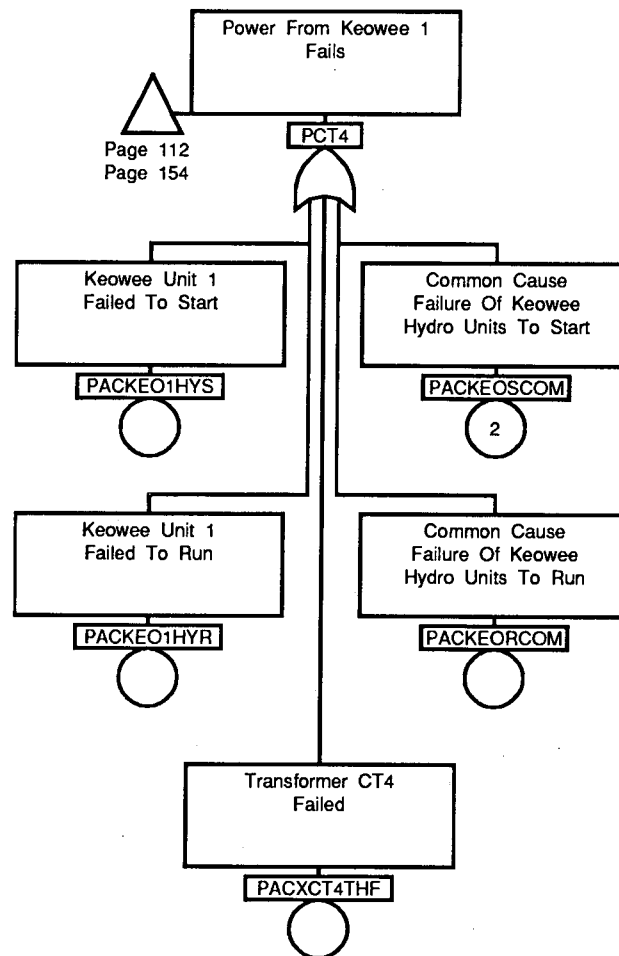 Power From Keowee 1
Fails
Page 112
Page 154
PCT4
Keowee Unit 1
Failed To Start
PACKEO1HYS
Common Cause
Failure Of Keowee
Hydro Units To Start
PACKEOSCOM
2
Keowee Unit 1
Failed To Run
PACKEO1HYR
Common Cause
Failure Of Keowee
Hydro Units To Run
PACKEORCOM
Transformer CT4
Failed
PACXCT4THF